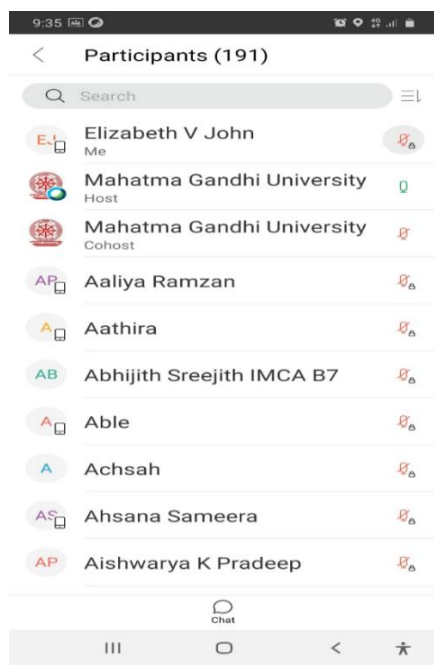 9:35
Participants (191)
Search
EJ Elizabeth V John
Me
Mahatma Gandhi University
Host
Mahatma Gandhi University
Cohost
AR Aaliya Ramzan
A Aathira
AB Abhijith Sreejith IMCA B7
A Able
A Achsah
AS Ahsana Sameera
AP Aishwarya K Pradeep
Chat